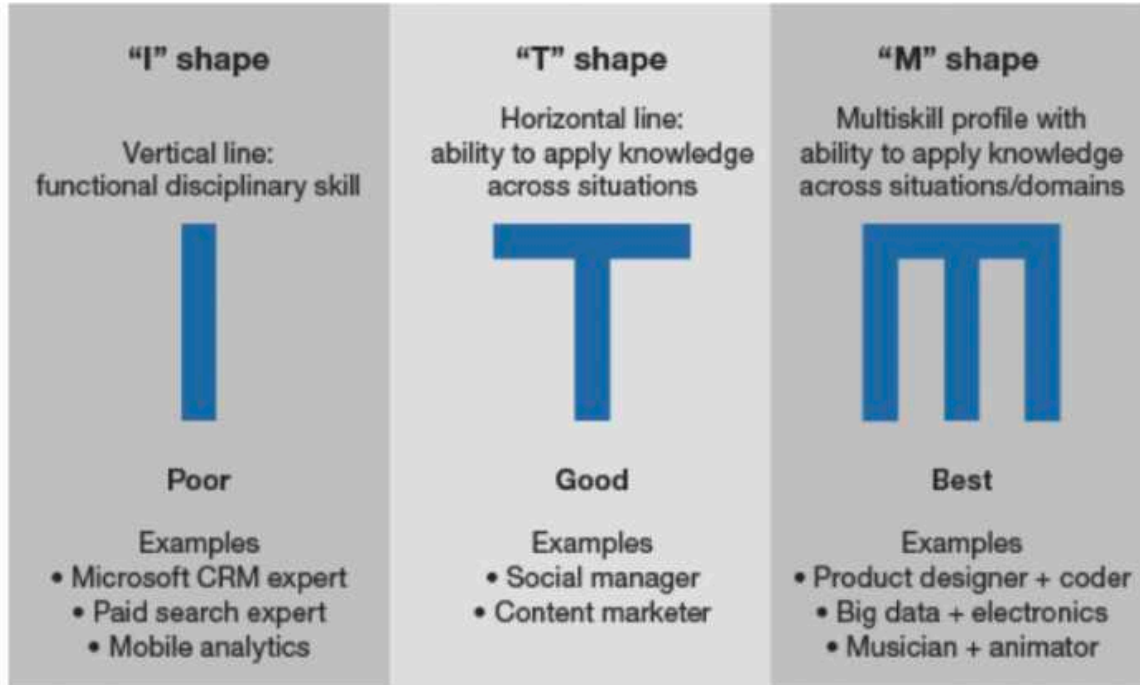 “I” shape
Vertical line:
functional disciplinary skill
Poor
Examples
• Microsoft CRM expert
• Paid search expert
• Mobile analytics
“T” shape
Horizontal line:
ability to apply knowledge
across situations
Good
Examples
• Social manager
• Content marketer
“M” shape
Multiskill profile with
ability to apply knowledge
across situations/domains
Best
Examples
• Product designer + coder
• Big data + electronics
• Musician + animator